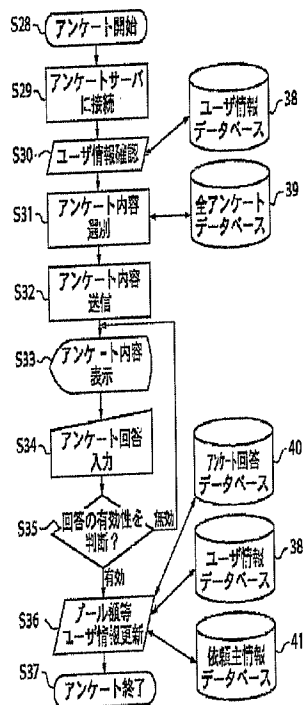 S28
アンケート開始
S29
アンケートサーバ
に接続
S30
ユーザ情報確認
ユーザ情報
データベース
38
S31
アンケート内容
選別
全アンケート
データベース
39
S32
アンケート内容
送信
S33
アンケート内容
表示
S34
アンケート回答
入力
アンケート回答
データベース
40
S35
回答の有効性を
判断?
無効
有効
ユーザ情報
データベース
38
S36
プール額等
ユーザ情報更新
依頼主情報
データベース
41
S37
アンケート終了